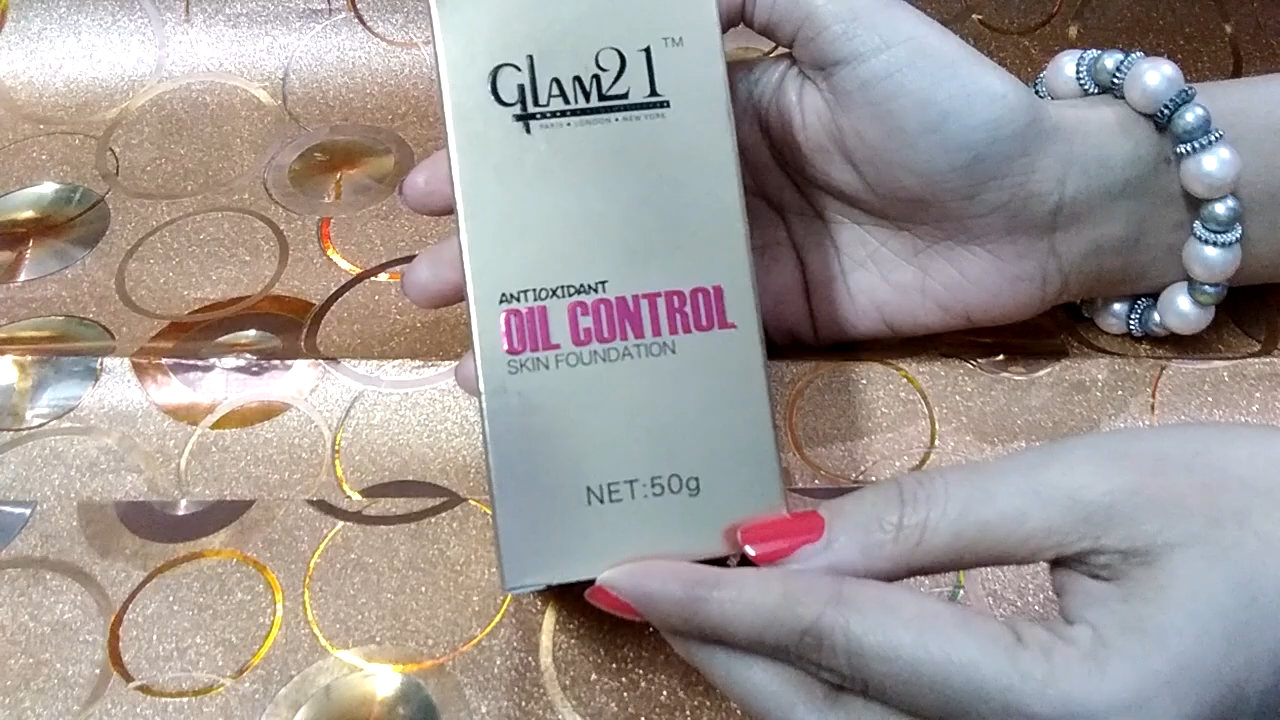 GLAM21™
PARIS • LONDON • NEW YORK
ANTIOXIDANT
OIL CONTROL
SKIN FOUNDATION
NET:50g